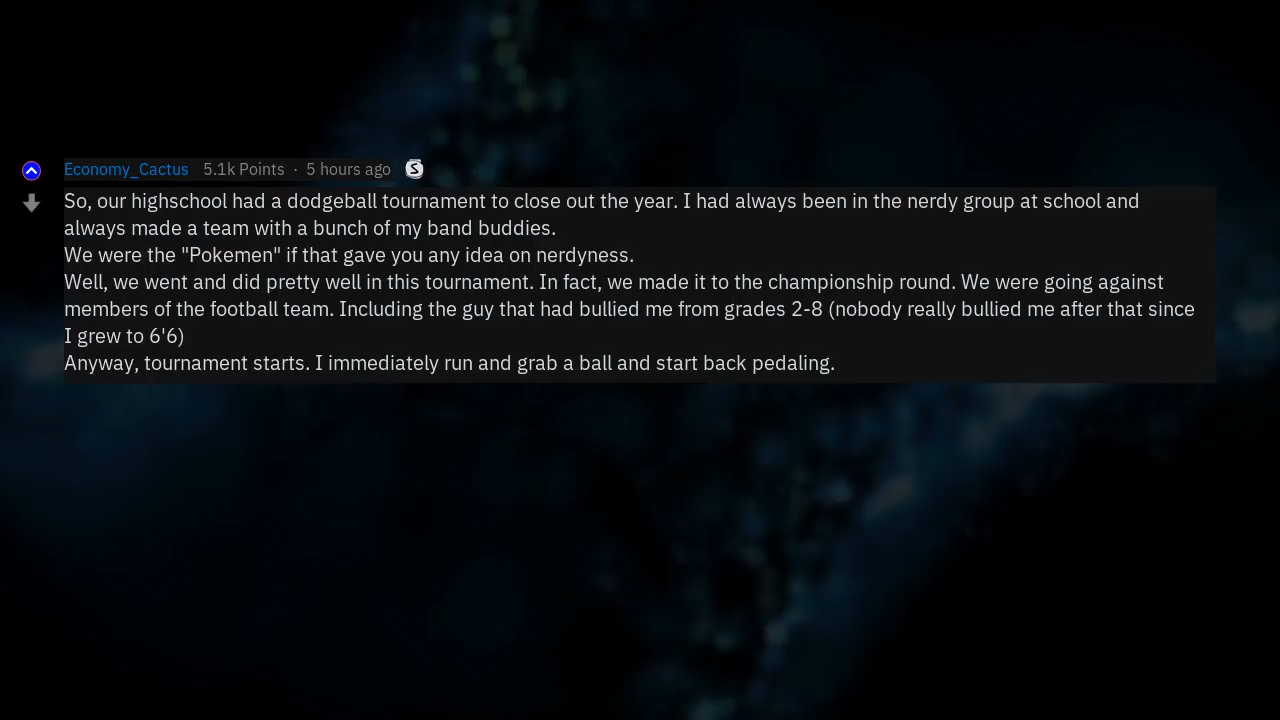 Economy_Cactus 5.1k Points · 5 hours ago
So, our highschool had a dodgeball tournament to close out the year. I had always been in the nerdy group at school and
always made a team with a bunch of my band buddies.
We were the "Pokemen" if that gave you any idea on nerdyness.
Well, we went and did pretty well in this tournament. In fact, we made it to the championship round. We were going against
members of the football team. Including the guy that had bullied me from grades 2-8 (nobody really bullied me after that since
I grew to 6'6)
Anyway, tournament starts. I immediately run and grab a ball and start back pedaling.